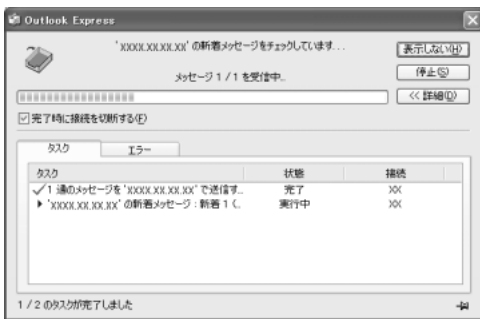 Outlook Express
'xxxx.xx.xx.xx' の新着メッセージをチェックしています...
表示しない(H)
メッセージ 1 / 1 を受信中..
停止(S)
<< 詳細(D)
完了時に接続を切断する(F)
タスク エラー
タスク 状態 接続
1 通のメッセージを 'xxxx.xx.xx.xx' で送信す.. 完了 XX
'xxxx.xx.xx.xx' の新着メッセージ : 新着 1 (.. 実行中 XX
1 / 2 のタスクが完了しました